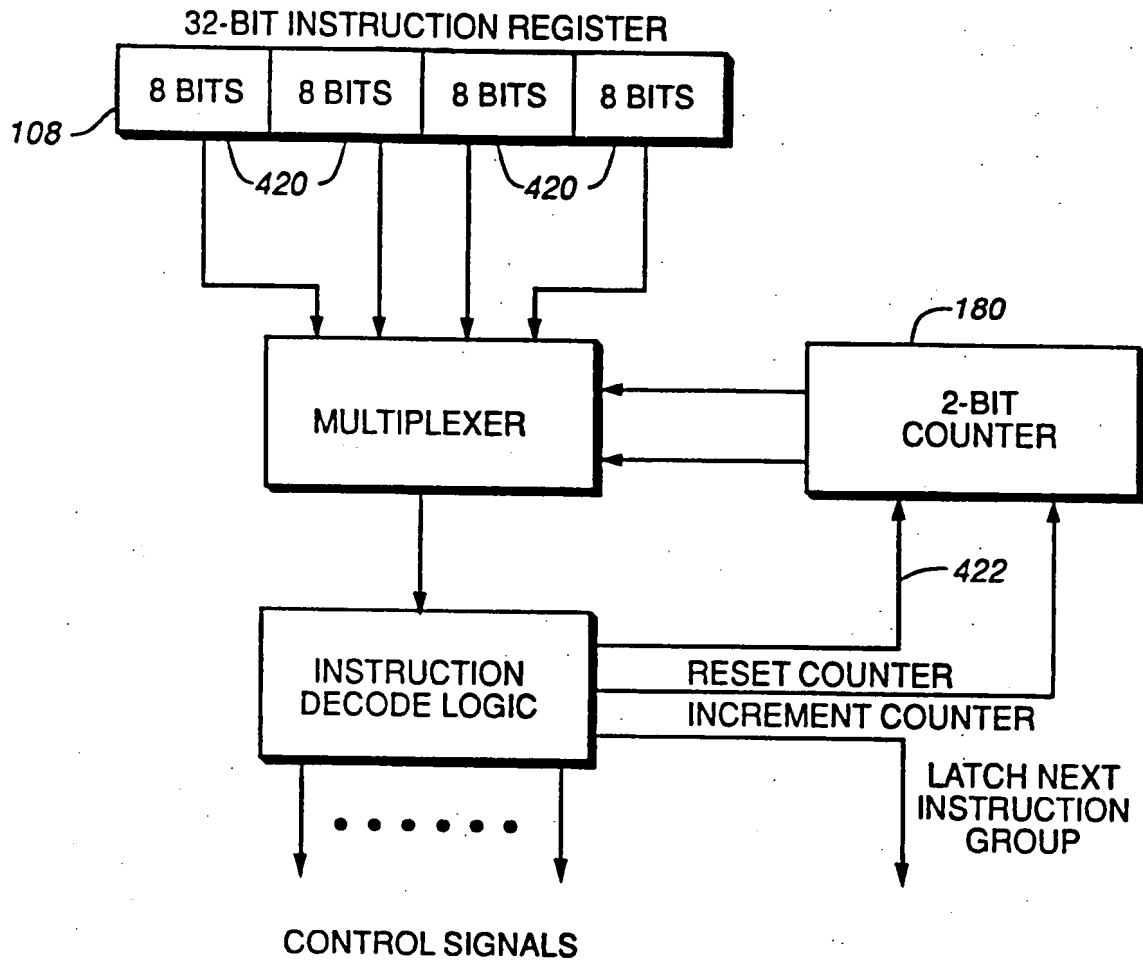 32-BIT INSTRUCTION REGISTER
8 BITS 8 BITS 8 BITS 8 BITS
108
420 420
180
MULTIPLEXER
2-BIT
COUNTER
422
INSTRUCTION
DECODE LOGIC
RESET COUNTER
INCREMENT COUNTER
LATCH NEXT
INSTRUCTION
GROUP
CONTROL SIGNALS